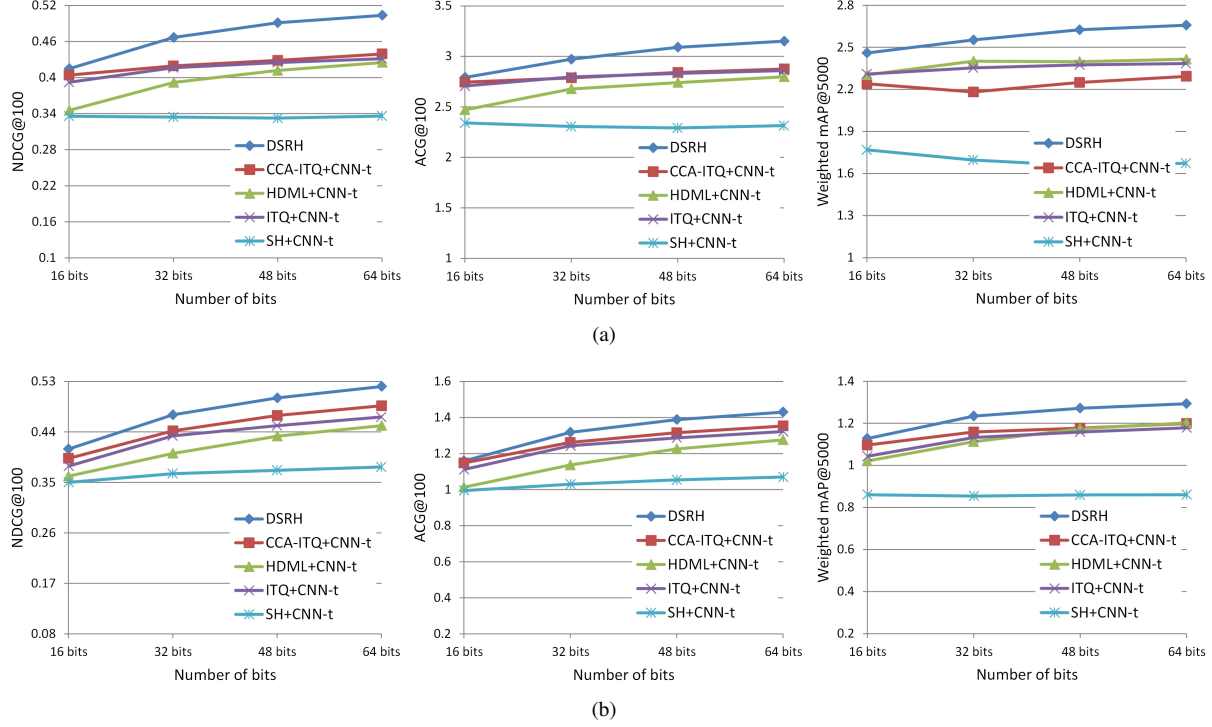 NDCG@100
0.52
0.46
0.4
0.34
0.28
0.22
0.16
0.1
16 bits 32 bits 48 bits 64 bits
Number of bits
DSRH
CCA-ITQ+CNN-t
HDML+CNN-t
ITQ+CNN-t
SH+CNN-t
ACG@100
3.5
3
2.5
2
1.5
1
16 bits 32 bits 48 bits 64 bits
Number of bits
DSRH
CCA-ITQ+CNN-t
HDML+CNN-t
ITQ+CNN-t
SH+CNN-t
Weighted mAP@5000
2.8
2.5
2.2
1.9
1.6
1.3
1
16 bits 32 bits 48 bits 64 bits
Number of bits
DSRH
CCA-ITQ+CNN-t
HDML+CNN-t
ITQ+CNN-t
SH+CNN-t
(a)
NDCG@100
0.53
0.44
0.35
0.26
0.17
0.08
16 bits 32 bits 48 bits 64 bits
Number of bits
DSRH
CCA-ITQ+CNN-t
HDML+CNN-t
ITQ+CNN-t
SH+CNN-t
ACG@100
1.6
1.4
1.2
1
0.8
0.6
0.4
0.2
16 bits 32 bits 48 bits 64 bits
Number of bits
DSRH
CCA-ITQ+CNN-t
HDML+CNN-t
ITQ+CNN-t
SH+CNN-t
Weighted mAP@5000
1.4
1.2
1
0.8
0.6
0.4
0.2
16 bits 32 bits 48 bits 64 bits
Number of bits
DSRH
CCA-ITQ+CNN-t
HDML+CNN-t
ITQ+CNN-t
SH+CNN-t
(b)